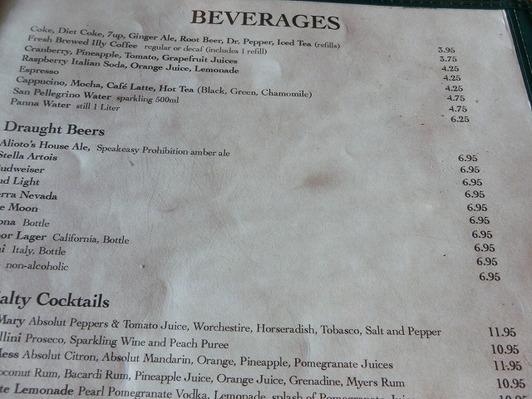 BEVERAGES
Coke, Diet Coke, 7up, Ginger Ale, Root Beer, Dr. Pepper, Iced Tea (refills) 3.95
Fresh Brewed Illy Coffee regular or decaf (includes 1 refill) 3.75
Cranberry, Pineapple, Tomato, Grapefruit Juices 4.25
Raspberry Italian Soda, Orange Juice, Lemonade 4.25
Espresso 4.25
Cappucino, Mocha, Café Latte, Hot Tea (Black, Green, Chamomile) 4.75
San Pellegrino Water sparkling 500ml 4.75
Panna Water still 1 Liter 6.25
Draught Beers
Alioto's House Ale, Speakeasy Prohibition amber ale 6.95
Stella Artois 6.95
udweiser 6.95
ud Light 6.95
erra Nevada 6.95
e Moon 6.95
ona Bottle 6.95
or Lager California, Bottle 6.95
i Italy, Bottle 6.95
non-alcoholic 6.95
alty Cocktails
Mary Absolut Peppers & Tomato Juice, Worchestire, Horseradish, Tobasco, Salt and Pepper 11.95
llini Proseco, Sparkling Wine and Peach Puree 10.95
ess Absolut Citron, Absolut Mandarin, Orange, Pineapple, Pomegranate Juices 11.95
oconut Rum, Bacardi Rum, Pineapple Juice, Orange Juice, Grenadine, Myers Rum 10.95
te Lemonade Pearl Pomegranate Vodka, Lemonade, splash of Pomegranate